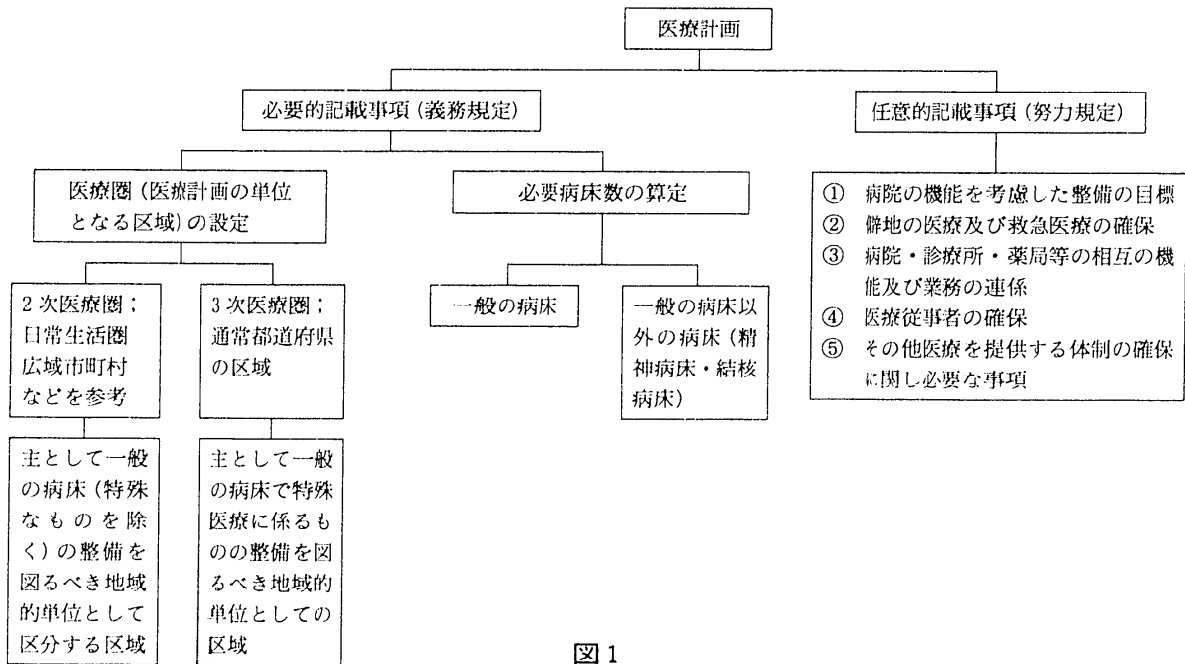 医療計画
必要的記載事項（義務規定）
任意的記載事項（努力規定）
医療圏（医療計画の単位
となる区域）の設定
必要病床数の算定
① 病院の機能を考慮した整備の目標
② 僻地の医療及び救急医療の確保
③ 病院・診療所・薬局等の相互の機
能及び業務の連係
④ 医療従事者の確保
⑤ その他医療を提供する体制の確保
に関し必要な事項
2次医療圏；
日常生活圏
広域市町村
などを参考
3次医療圏；
通常都道府県
の区域
一般の病床
一般の病床以
外の病床（精
神病床・結核
病床）
主として一般
の病床（特殊
なものを除
く）の整備を
図るべき地域
的単位として
区分する区域
主として一般
の病床で特殊
医療に係るも
のの整備を図
るべき地域的
単位としての
区域
図1